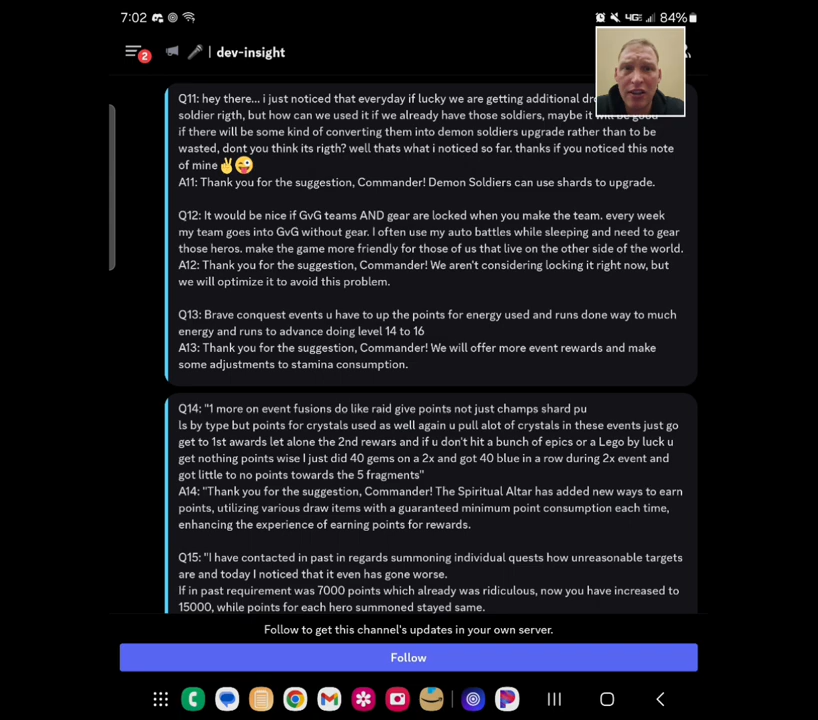 7:02
4G
84%
2
dev-insight
Q11: hey there... i just noticed that everyday if lucky we are getting additional
soldier rigth, but how can we used it if we already have those soldiers, maybe it will be good
if there will be some kind of converting them into demon soldiers upgrade rather than to be
wasted, dont you think its rigth? well thats what i noticed so far. thanks if you noticed this note
of mine✌️😜
A11: Thank you for the suggestion, Commander! Demon Soldiers can use shards to upgrade.
Q12: It would be nice if GvG teams AND gear are locked when you make the team. every week
my team goes into GvG without gear. I often use my auto battles while sleeping and need to gear
those heros. make the game more friendly for those of us that live on the other side of the world.
A12: Thank you for the suggestion, Commander! We aren't considering locking it right now, but
we will optimize it to avoid this problem.
Q13: Brave conquest events u have to up the points for energy used and runs done way to much
energy and runs to advance doing level 14 to 16
A13: Thank you for the suggestion, Commander! We will offer more event rewards and make
some adjustments to stamina consumption.
Q14: "1 more on event fusions do like raid give points not just champs shard pu
ls by type but points for crystals used as well again u pull alot of crystals in these events just go
get to 1st awards let alone the 2nd rewars and if u don't hit a bunch of epics or a Lego by luck u
get nothing points wise I just did 40 gems on a 2x and got 40 blue in a row during 2x event and
got little to no points towards the 5 fragments"
A14: "Thank you for the suggestion, Commander! The Spiritual Altar has added new ways to earn
points, utilizing various draw items with a guaranteed minimum point consumption each time,
enhancing the experience of earning points for rewards.
Q15: "I have contacted in past in regards summoning individual quests how unreasonable targets
are and today I noticed that it even has gone worse.
If in past requirement was 7000 points which already was ridiculous, now you have increased to
15000, while points for each hero summoned stayed same.
Follow to get this channel's updates in your own server.
Follow